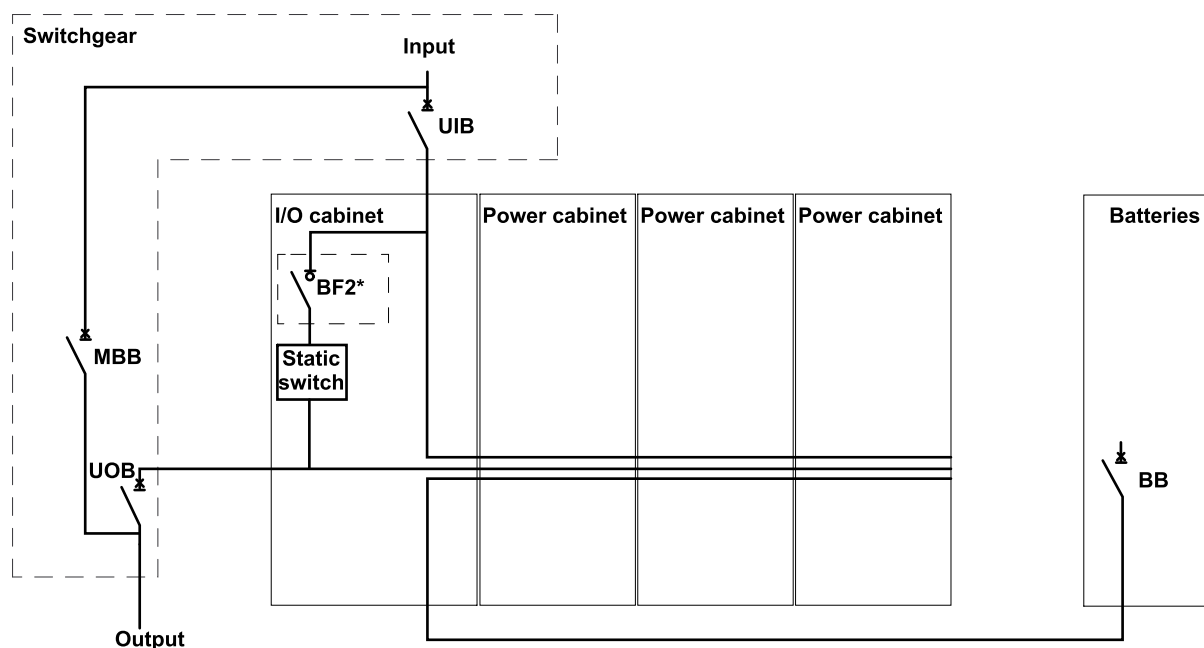 Switchgear
Input
UIB
I/O cabinet
Power cabinet
Power cabinet
Power cabinet
Batteries
BF2*
MBB
Static
switch
UOB
BB
Output